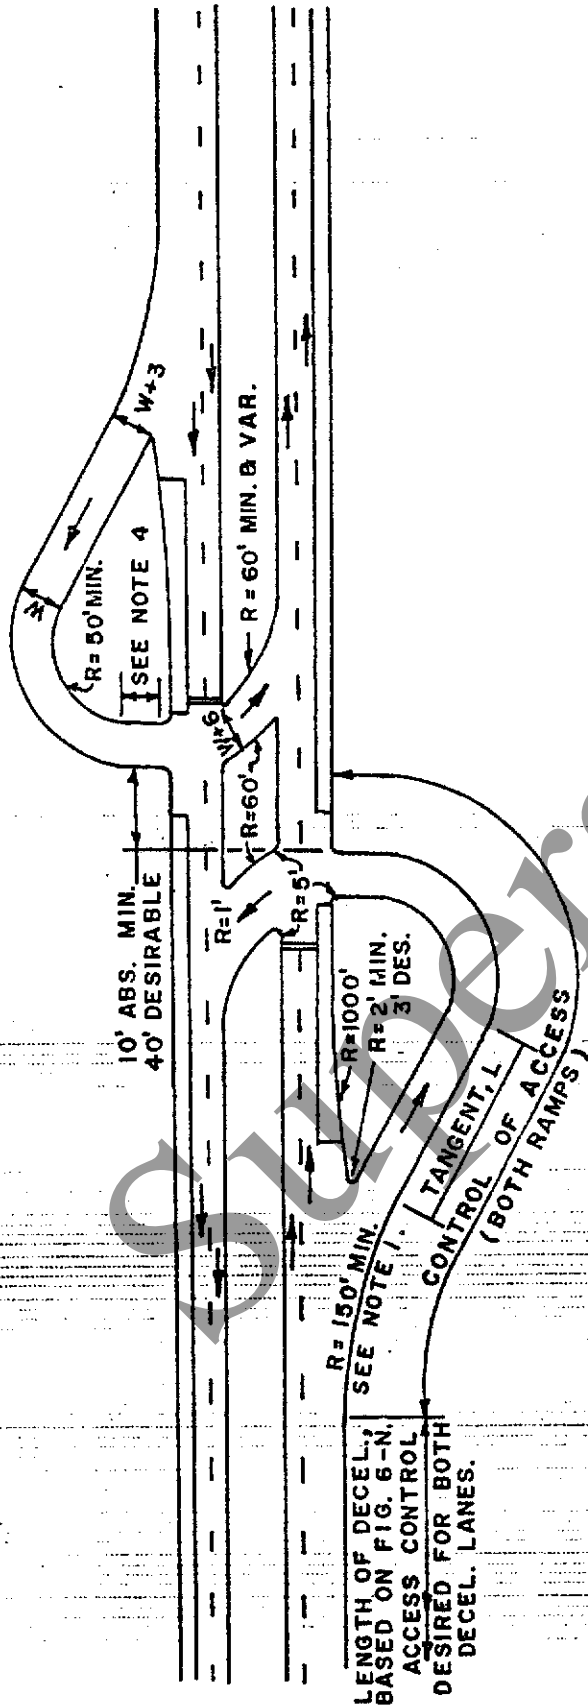 W+3
W
R=50'MIN.
SEE NOTE 4
R = 60' MIN. & VAR.
W+6
R=60'
10' ABS. MIN.
40' DESIRABLE
R=1'
R=5'
R=1000'
R=2' MIN.
3' DES.
R= 150' MIN.
SEE NOTE 1.
TANGENT, L
CONTROL OF ACCESS
(BOTH RAMPS)
LENGTH OF DECEL.,
BASED ON FIG. 6-N,
ACCESS CONTROL
DESIRED FOR BOTH
DECEL. LANES.